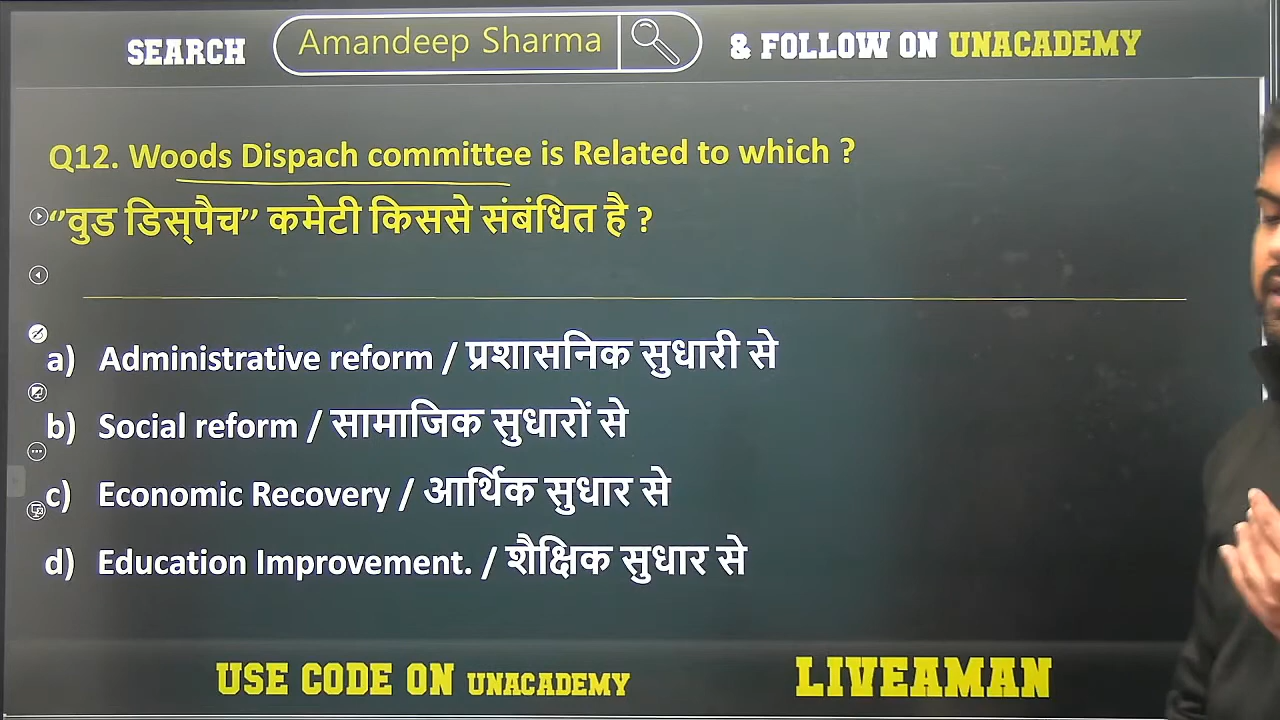 SEARCH Amandeep Sharma & FOLLOW ON UNACADEMY
Q12. Woods Dispach committee is Related to which ?
‘‘वुड डिस्‌पैच’’ कमेटी किससे संबंधित है ?
a) Administrative reform / प्रशासनिक सुधारी से
b) Social reform / सामाजिक सुधारों से
c) Economic Recovery / आर्थिक सुधार से
d) Education Improvement. / शैक्षिक सुधार से
USE CODE ON UNACADEMY LIVEAMAN